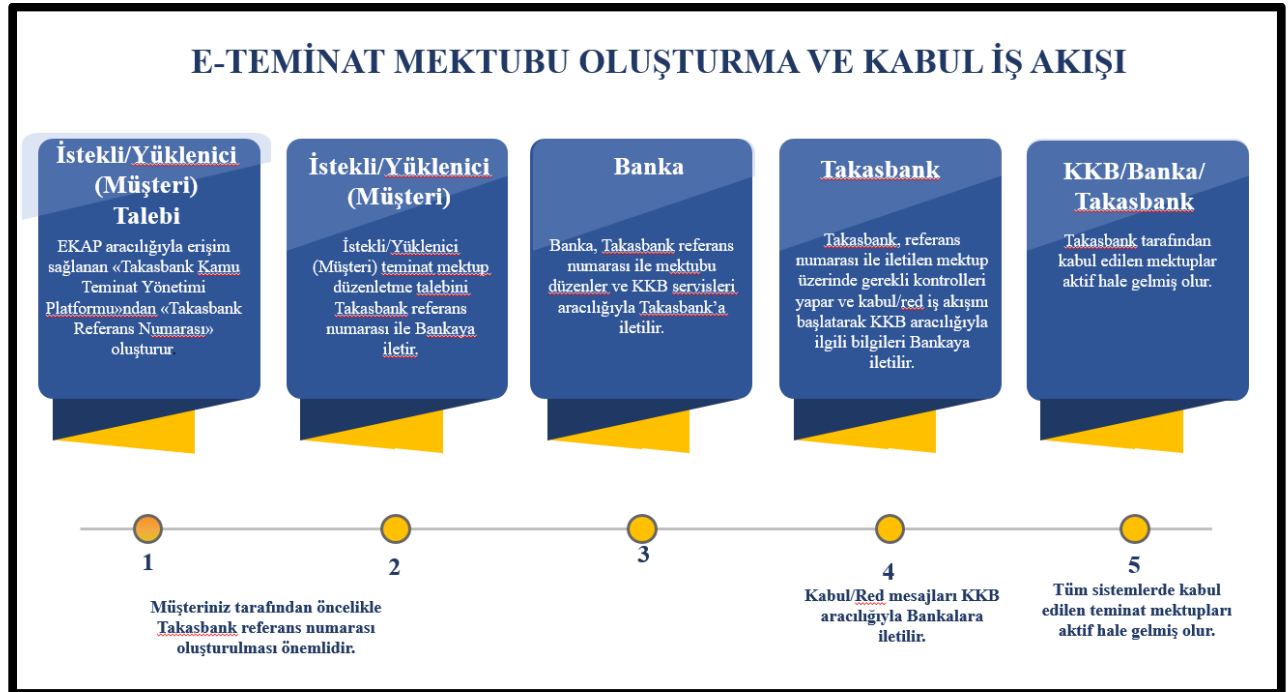 E-TEMİNAT MEKTUBU OLUŞTURMA VE KABUL İŞ AKIŞI
İstekli/Yüklenici
(Müşteri)
Talebi
EKAP aracılığıyla erişim
sağlanan «Takasbank Kamu
Teminat Yönetimi
Platformu»ndan «Takasbank
Referans Numarası»
oluşturur.
İstekli/Yüklenici
(Müşteri)
İstekli/Yüklenici
(Müşteri) teminat mektup
düzenletme talebini
Takasbank referans
numarası ile Bankaya
iletir.
Banka
Banka, Takasbank referans
numarası ile mektubu
düzenler ve KKB servisleri
aracılığıyla Takasbank’a
iletilir.
Takasbank
Takasbank, referans
numarası ile iletilen mektup
üzerinde gerekli kontrolleri
yapar ve kabul/red iş akışını
başlatarak KKB aracılığıyla
ilgili bilgileri Bankaya
iletilir.
KKB/Banka/
Takasbank
Takasbank tarafından
kabul edilen mektuplar
aktif hale gelmiş olur.
1
2
3
4
5
Müşteriniz tarafından öncelikle
Takasbank referans numarası
oluşturulması önemlidir.
Kabul/Red mesajları KKB
aracılığıyla Bankalara
iletilir.
Tüm sistemlerde kabul
edilen teminat mektupları
aktif hale gelmiş olur.